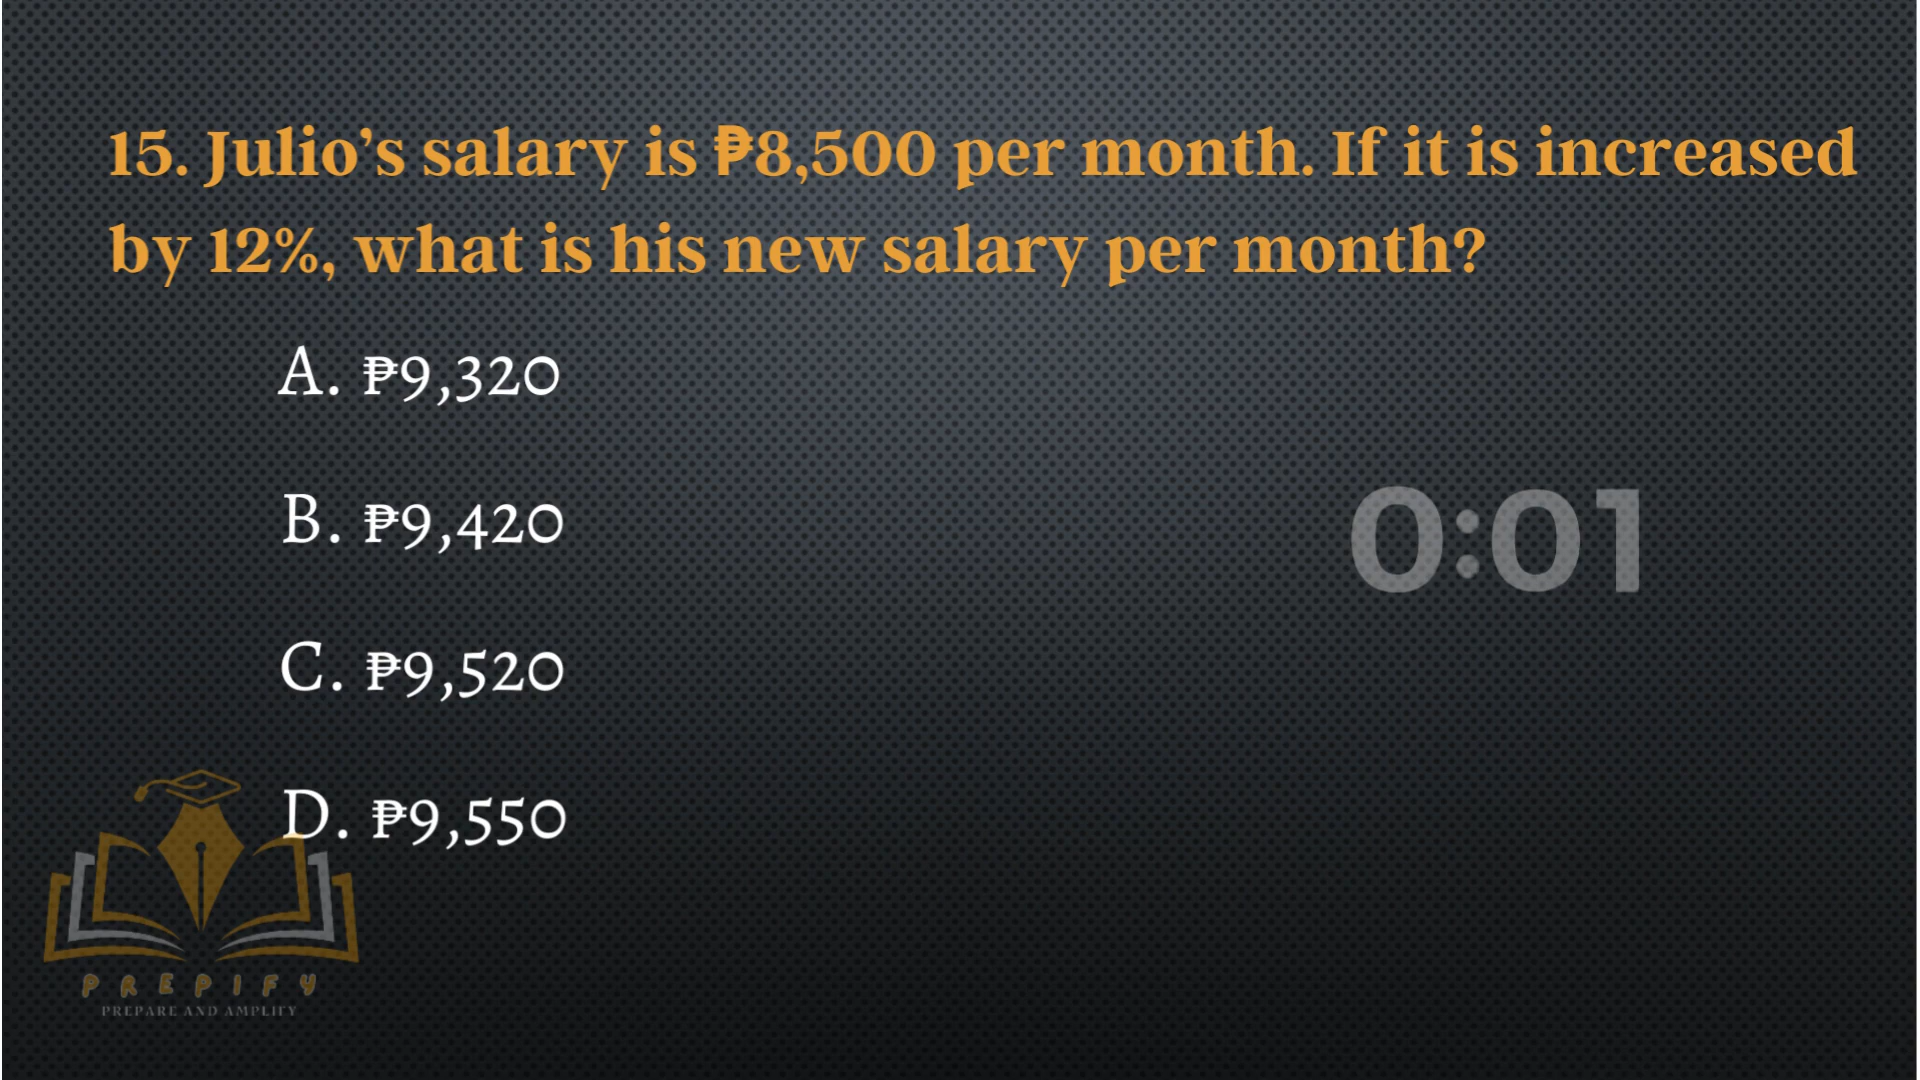 15. Julio’s salary is ₱8,500 per month. If it is increased
by 12%, what is his new salary per month?
A. ₱9,320
B. ₱9,420
0:01
C. ₱9,520
D. ₱9,550
PREPIFY
PREPARE AND AMPLIFY